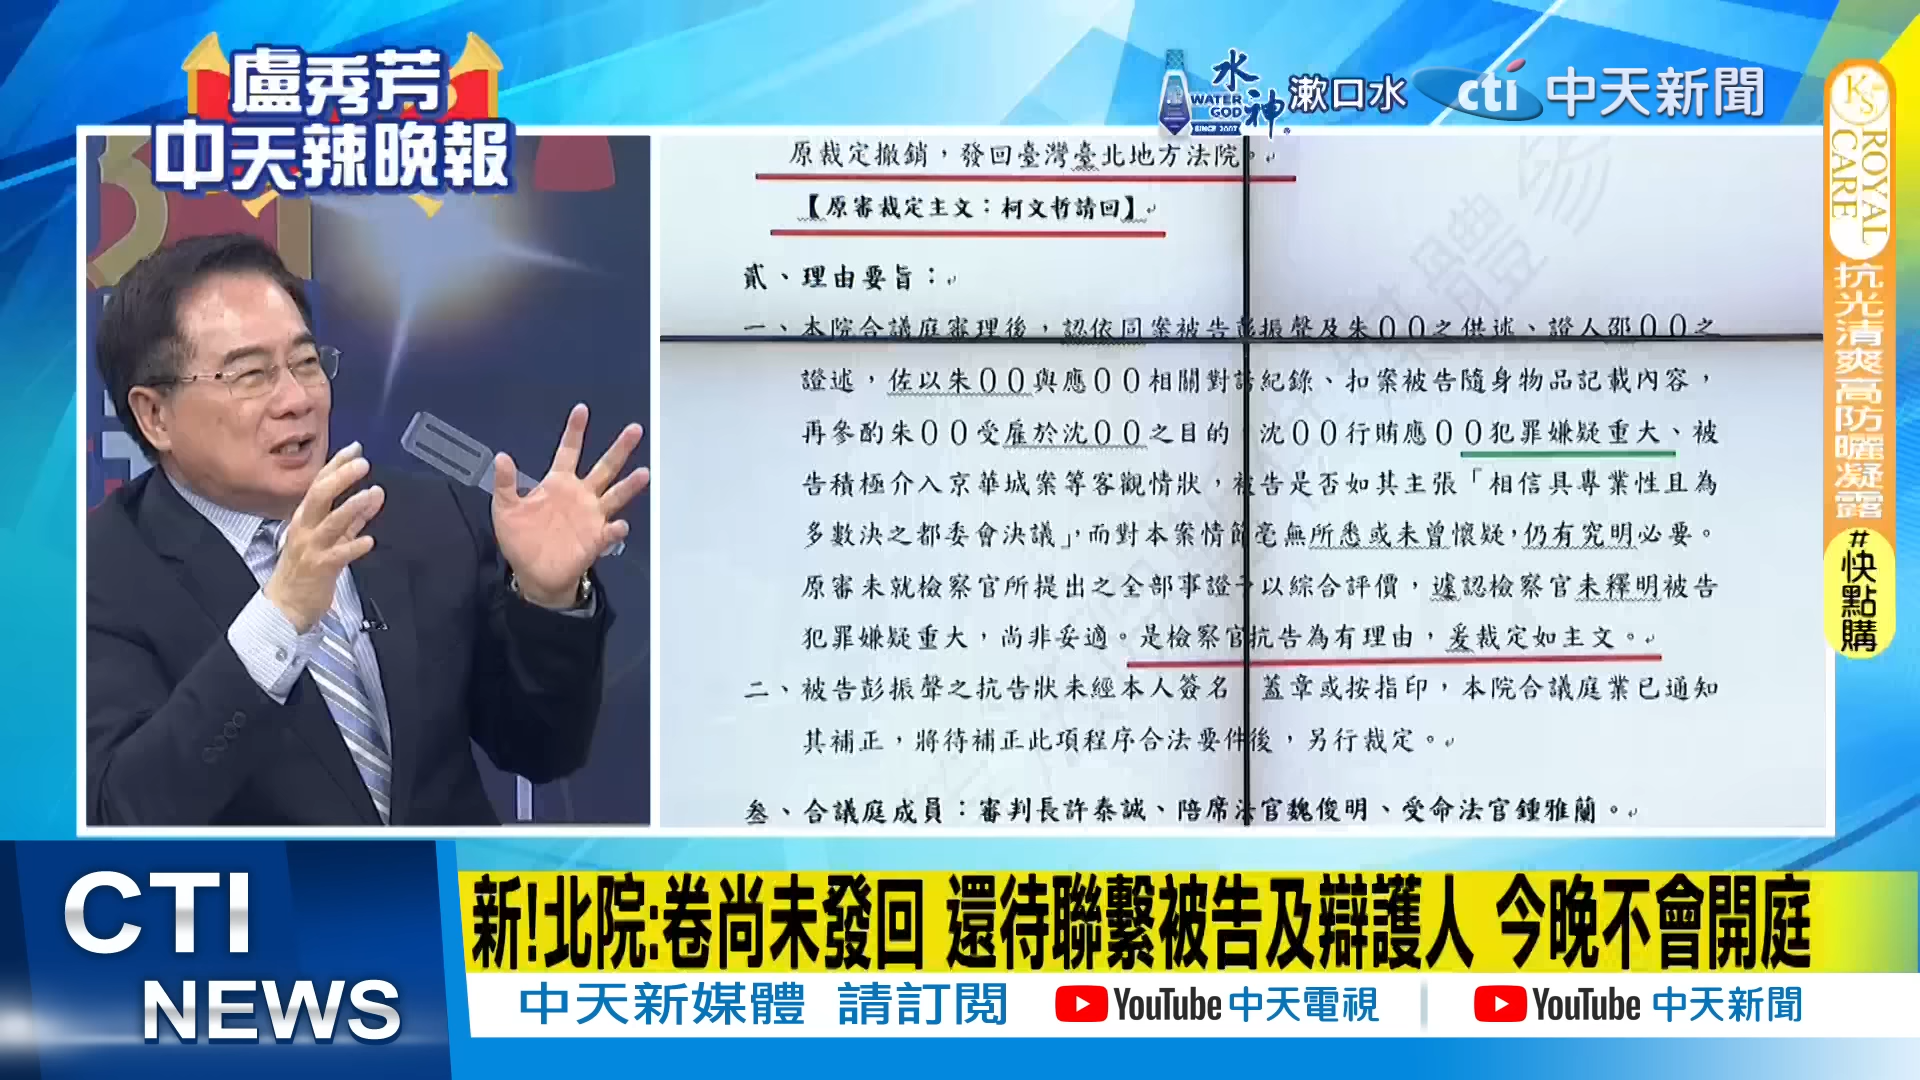 盧秀芳
中天辣晚報
水神
WATER GOD
SINCE 2007
漱口水
cti 中天新聞
KS
ROYAL CARE
抗光清爽高防曬凝露
#快點購
原裁定撤銷，發回臺灣臺北地方法院。
【原審裁定主文：柯文哲請回】
貳、理由要旨：
一、本院合議庭審理後，認依同案被告彭振聲及朱００之供述、證人邵００之
證述，佐以朱００與應００相關對話紀錄、扣案被告隨身物品記載內容，
再參酌朱００受雇於沈００之目的、沈００行賄應００犯罪嫌疑重大、被
告積極介入京華城案等客觀情狀，被告是否如其主張「相信具專業性且為
多數決之都委會決議」，而對本案情節毫無所悉或未曾懷疑，仍有究明必要。
原審未就檢察官所提出之全部事證予以綜合評價，遽認檢察官未釋明被告
犯罪嫌疑重大，尚非妥適。是檢察官抗告為有理由，爰裁定如主文。
二、被告彭振聲之抗告狀未經本人簽名、蓋章或按指印，本院合議庭業已通知
其補正，將待補正此項程序合法要件後，另行裁定。
叁、合議庭成員：審判長許泰誠、陪席法官魏俊明、受命法官鍾雅蘭。
CTI
NEWS
新!北院:卷尚未發回 還待聯繫被告及辯護人 今晚不會開庭
中天新媒體 請訂閱 YouTube 中天電視 YouTube 中天新聞